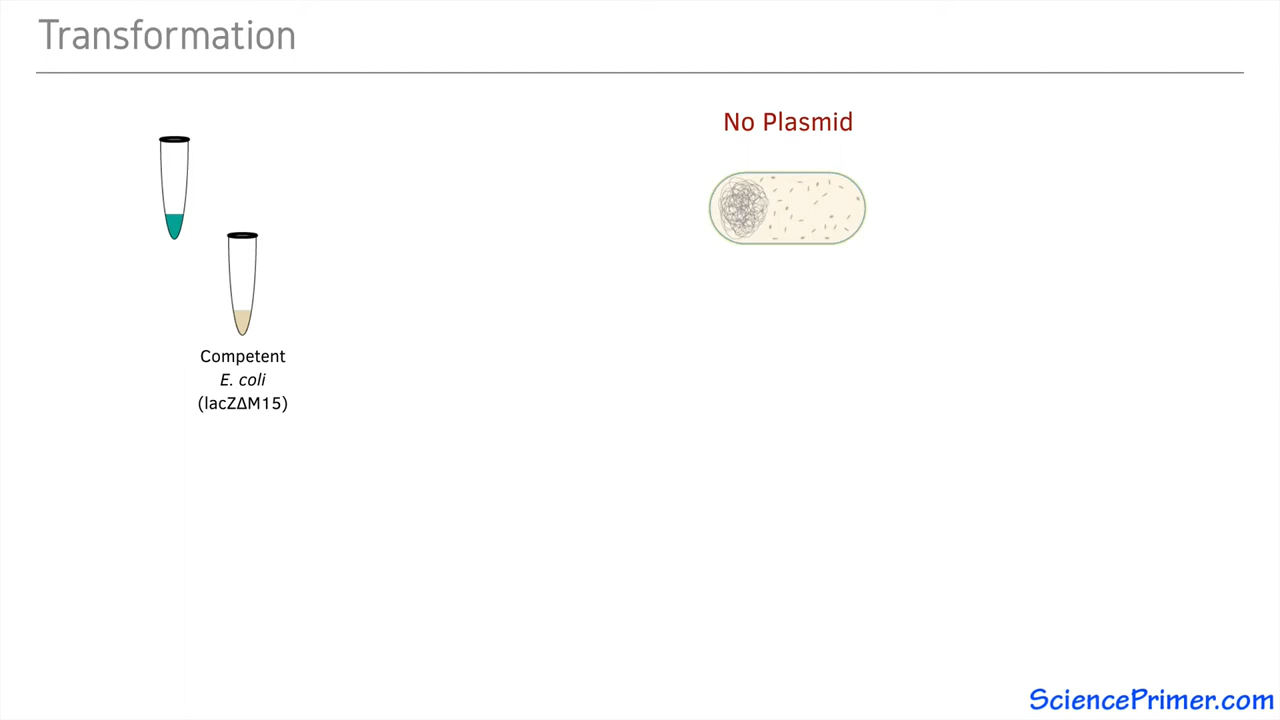 Transformation
No Plasmid
Competent
E. coli
(lacZΔM15)
SciencePrimer.com